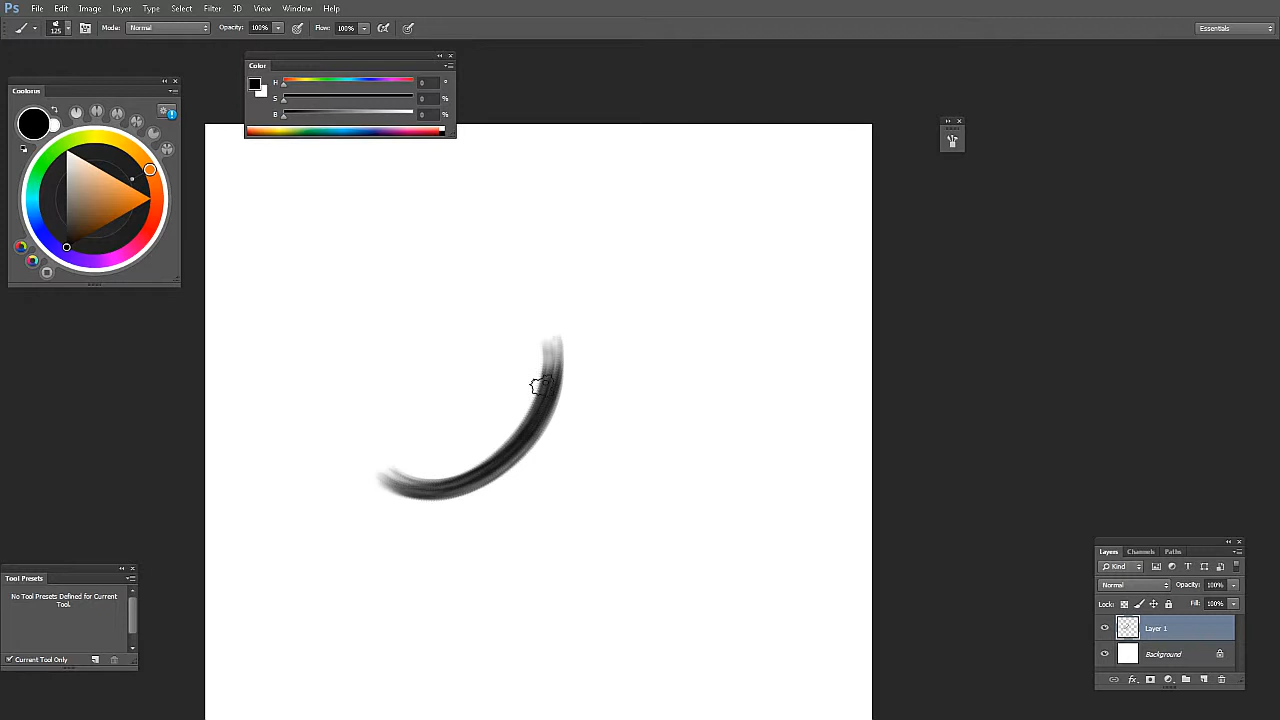 Ps File Edit Image Layer Type Select Filter 3D View Window Help
125 Mode: Normal Opacity: 100% Flow: 100% Essentials
Coolorus
Color
H 0 °
S 0 %
B 0 %
Tool Presets
No Tool Presets Defined for Current
Tool.
Current Tool Only
Layers Channels Paths
Kind
Normal Opacity: 100%
Lock: Fill: 100%
Layer 1
Background